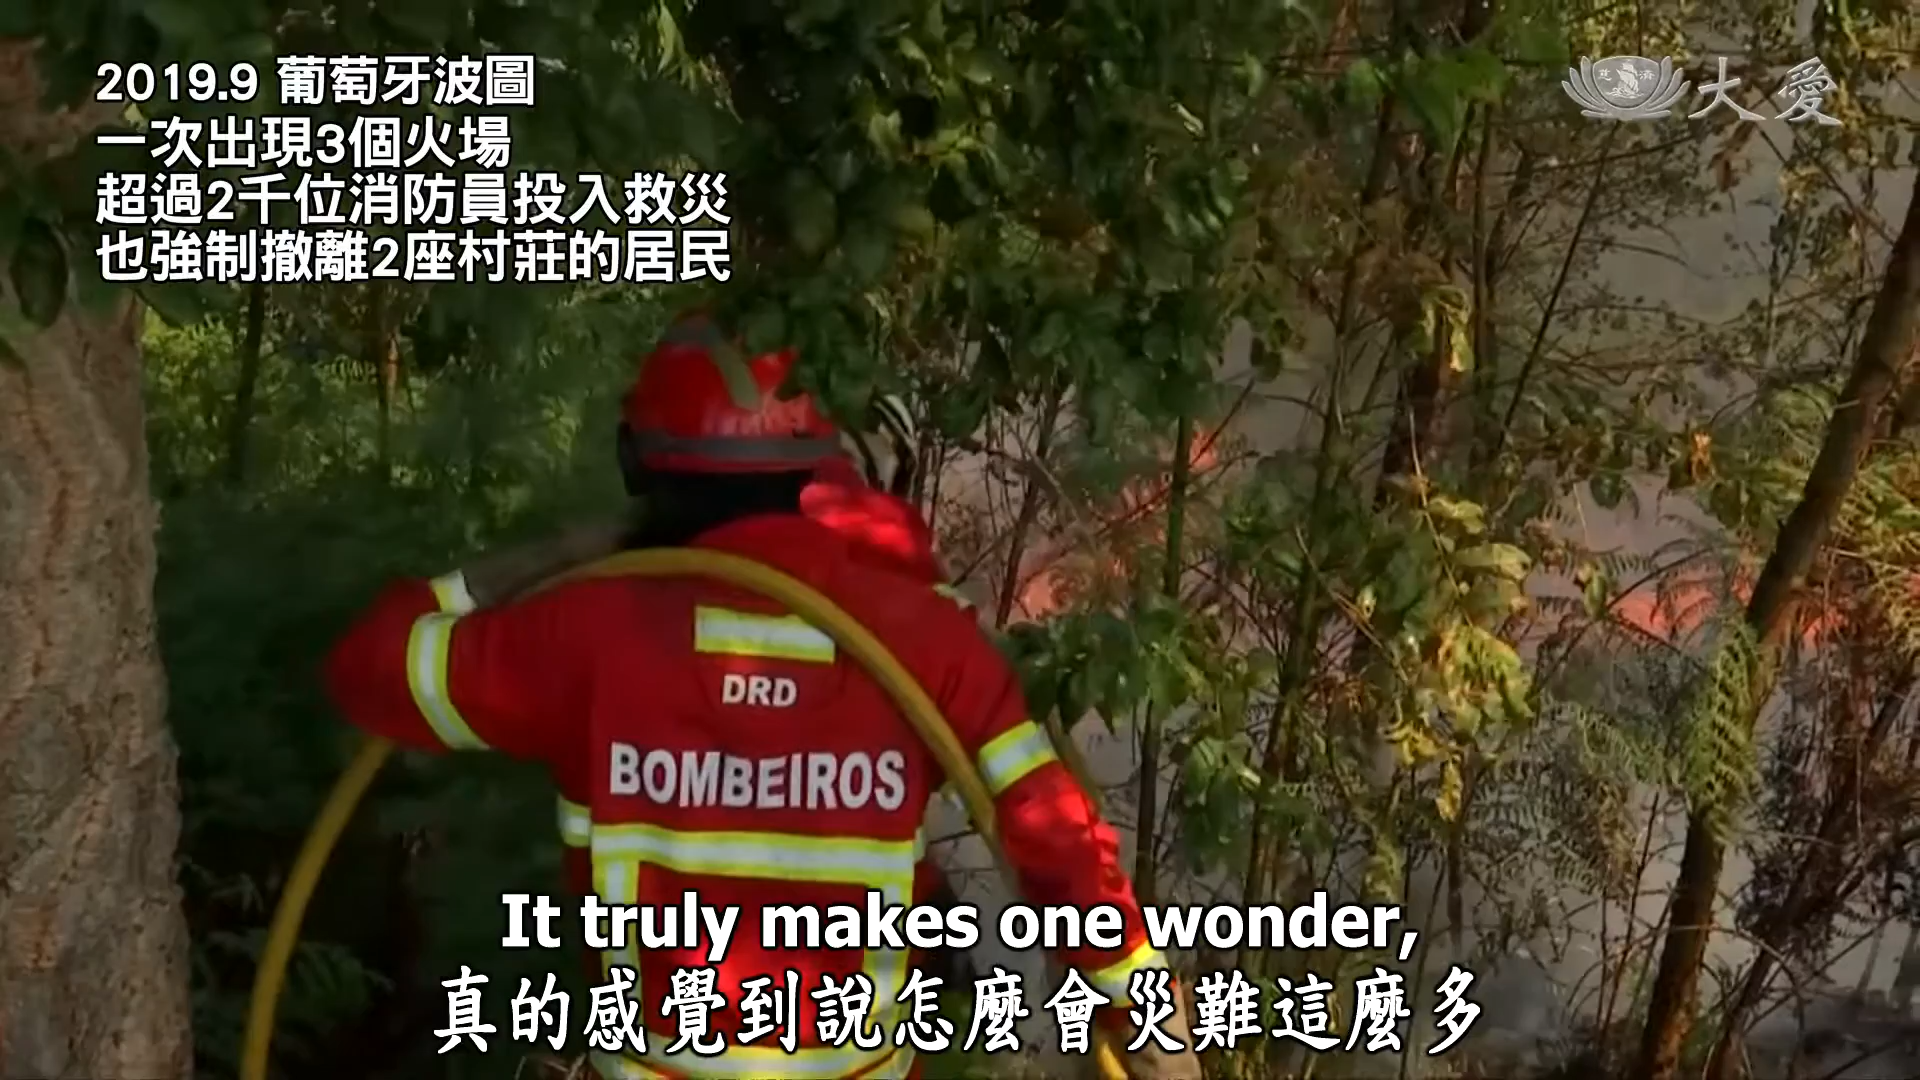 2019.9 葡萄牙波圖
一次出現3個火場
超過2千位消防員投入救災
也強制撤離2座村莊的居民
慈濟
大愛
DRD
BOMBEIROS
It truly makes one wonder,
真的感覺到說怎麼會災難這麼多